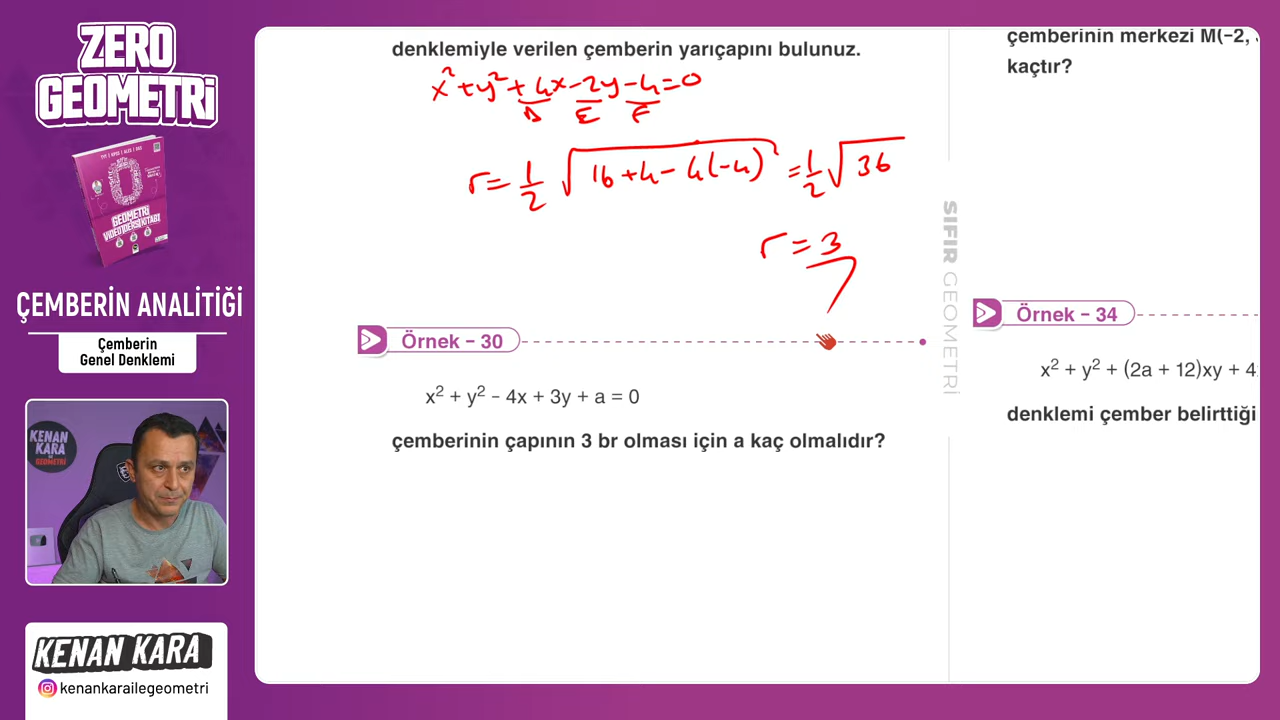 ZERO
GEOMETRİ
GEOMETRİ
VİDEO DERS KİTABI
ÇEMBERİN ANALİTİĞİ
Çemberin
Genel Denklemi
KENAN
KARA
GEOMETRİ
KENAN KARA
kenankarailegeometri
denklemiyle verilen çemberin yarıçapını bulunuz.
x² + y² + 4x - 2y - 4 = 0
D E F
r = 1/2 √(16 + 4 - 4(-4)) = 1/2 √36
r = 3
Örnek – 30
x² + y² – 4x + 3y + a = 0
çemberinin çapının 3 br olması için a kaç olmalıdır?
SIFIR GEOMETRİ
çemberinin merkezi M(–2,
kaçtır?
Örnek – 34
x² + y² + (2a + 12)xy + 4
denklemi çember belirttiği